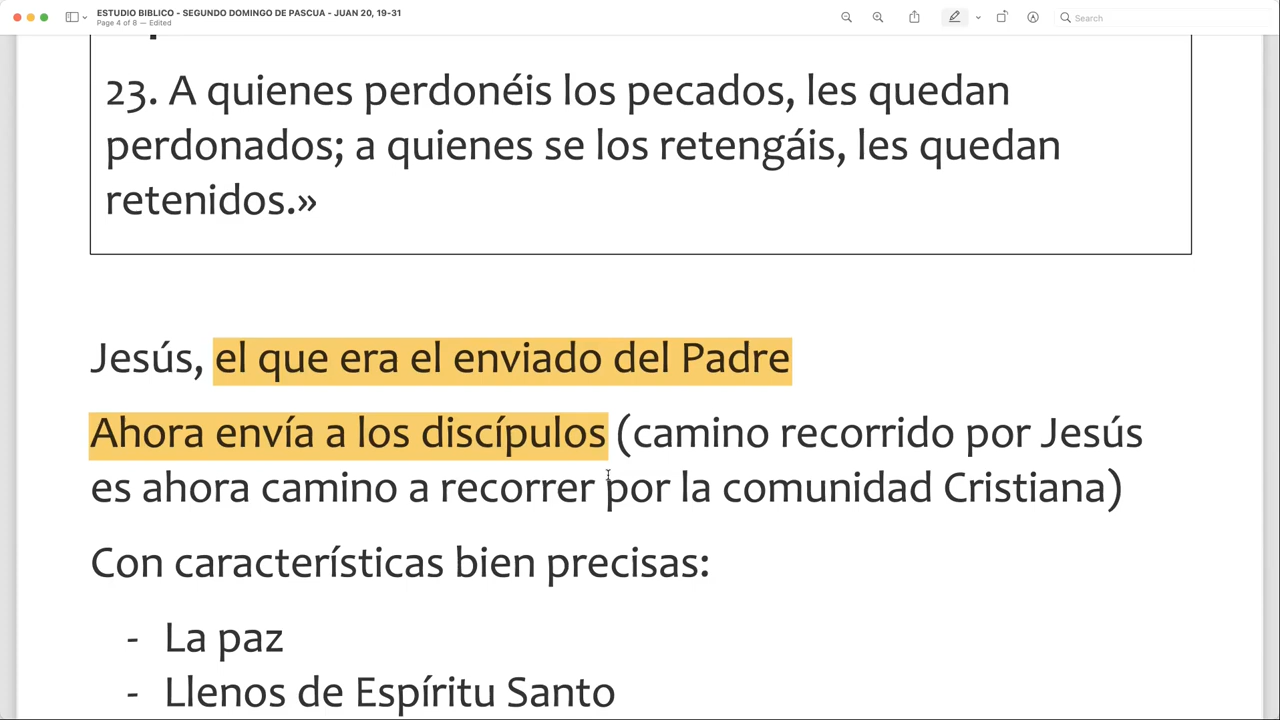 ESTUDIO BIBLICO - SEGUNDO DOMINGO DE PASCUA - JUAN 20, 19-31
Page 4 of 8 — Edited
Search
23. A quienes perdonéis los pecados, les quedan
perdonados; a quienes se los retengáis, les quedan
retenidos.»
Jesús, el que era el enviado del Padre
Ahora envía a los discípulos (camino recorrido por Jesús
es ahora camino a recorrer por la comunidad Cristiana)
Con características bien precisas:
- La paz
- Llenos de Espíritu Santo